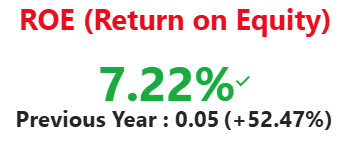 ROE (Return on Equity)
7.22%✓
Previous Year : 0.05 (+52.47%)